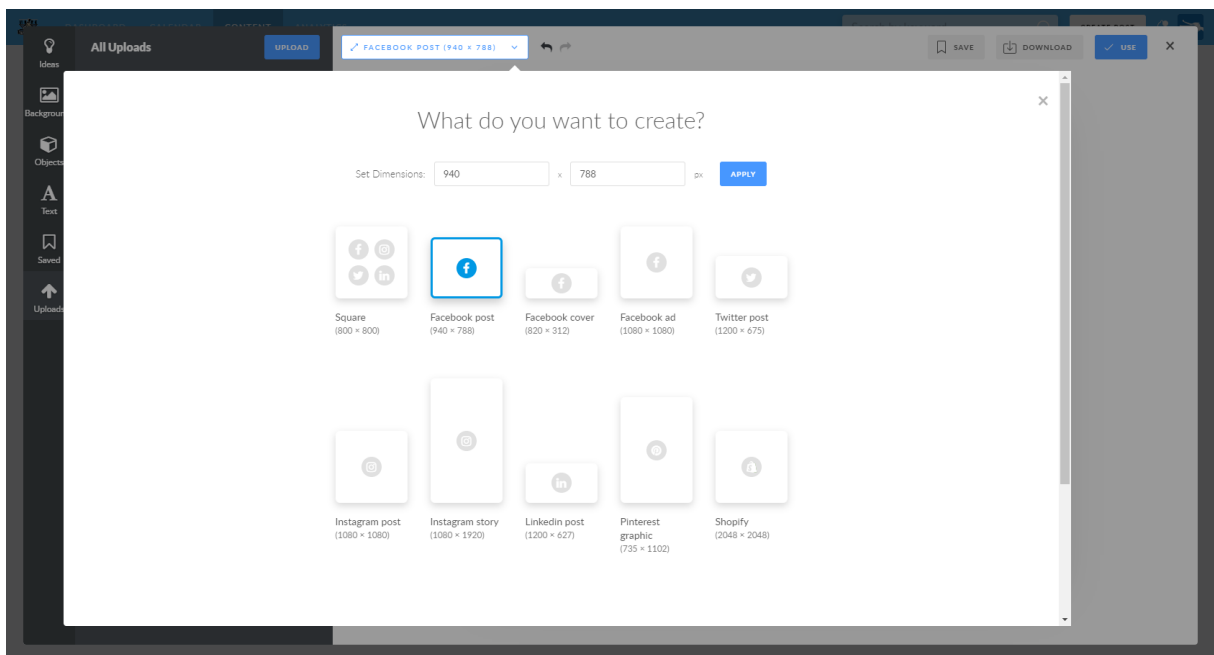 All Uploads
UPLOAD
FACEBOOK POST (940 × 788)
SAVE
DOWNLOAD
USE
Ideas
Objects
Text
Saved
Uploads
What do you want to create?
Set Dimensions: 940 x 788 px APPLY
Square
(800 × 800)
Facebook post
(940 × 788)
Facebook cover
(820 × 312)
Facebook ad
(1080 × 1080)
Twitter post
(1200 × 675)
Instagram post
(1080 × 1080)
Instagram story
(1080 × 1920)
Linkedin post
(1200 × 627)
Pinterest
graphic
(735 × 1102)
Shopify
(2048 × 2048)